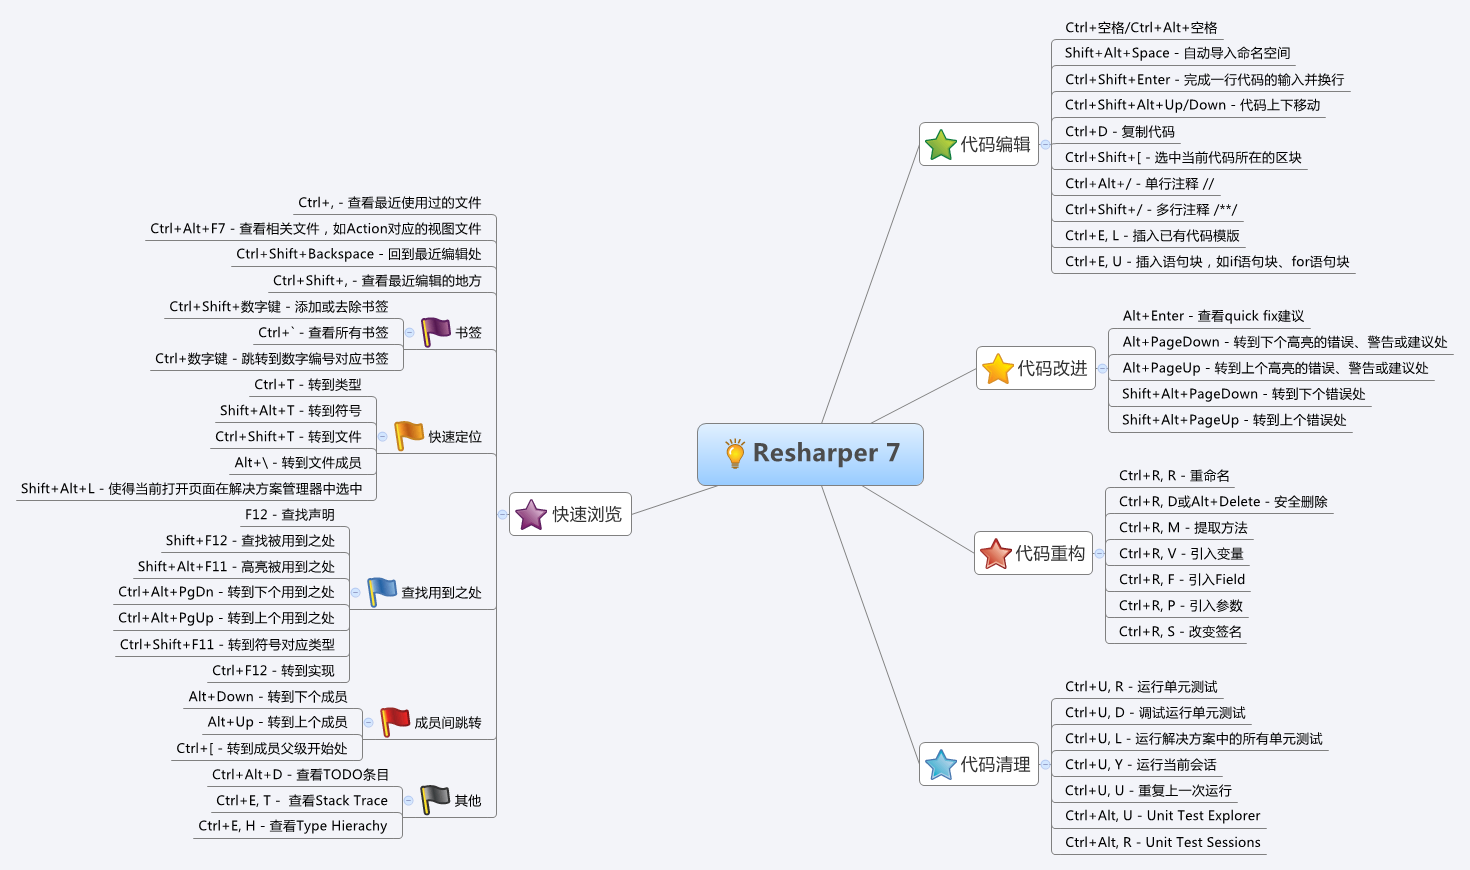 Resharper 7
代码编辑
Ctrl+空格/Ctrl+Alt+空格
Shift+Alt+Space - 自动导入命名空间
Ctrl+Shift+Enter - 完成一行代码的输入并换行
Ctrl+Shift+Alt+Up/Down - 代码上下移动
Ctrl+D - 复制代码
Ctrl+Shift+[ - 选中当前代码所在的区块
Ctrl+Alt+/ - 单行注释 //
Ctrl+Shift+/ - 多行注释 /**/
Ctrl+E, L - 插入已有代码模版
Ctrl+E, U - 插入语句块，如if语句块、for语句块
代码改进
Alt+Enter - 查看quick fix建议
Alt+PageDown - 转到下个高亮的错误、警告或建议处
Alt+PageUp - 转到上个高亮的错误、警告或建议处
Shift+Alt+PageDown - 转到下个错误处
Shift+Alt+PageUp - 转到上个错误处
代码重构
Ctrl+R, R - 重命名
Ctrl+R, D或Alt+Delete - 安全删除
Ctrl+R, M - 提取方法
Ctrl+R, V - 引入变量
Ctrl+R, F - 引入Field
Ctrl+R, P - 引入参数
Ctrl+R, S - 改变签名
代码清理
Ctrl+U, R - 运行单元测试
Ctrl+U, D - 调试运行单元测试
Ctrl+U, L - 运行解决方案中的所有单元测试
Ctrl+U, Y - 运行当前会话
Ctrl+U, U - 重复上一次运行
Ctrl+Alt, U - Unit Test Explorer
Ctrl+Alt, R - Unit Test Sessions
快速浏览
Ctrl+, - 查看最近使用过的文件
Ctrl+Alt+F7 - 查看相关文件，如Action对应的视图文件
Ctrl+Shift+Backspace - 回到最近编辑处
Ctrl+Shift+, - 查看最近编辑的地方
书签
Ctrl+Shift+数字键 - 添加或去除书签
Ctrl+` - 查看所有书签
Ctrl+数字键 - 跳转到数字编号对应书签
快速定位
Ctrl+T - 转到类型
Shift+Alt+T - 转到符号
Ctrl+Shift+T - 转到文件
Alt+\ - 转到文件成员
Shift+Alt+L - 使得当前打开页面在解决方案管理器中选中
查找用到之处
F12 - 查找声明
Shift+F12 - 查找被用到之处
Shift+Alt+F11 - 高亮被用到之处
Ctrl+Alt+PgDn - 转到下个用到之处
Ctrl+Alt+PgUp - 转到上个用到之处
Ctrl+Shift+F11 - 转到符号对应类型
Ctrl+F12 - 转到实现
成员间跳转
Alt+Down - 转到下个成员
Alt+Up - 转到上个成员
Ctrl+[ - 转到成员父级开始处
其他
Ctrl+Alt+D - 查看TODO条目
Ctrl+E, T -  查看Stack Trace
Ctrl+E, H - 查看Type Hierachy